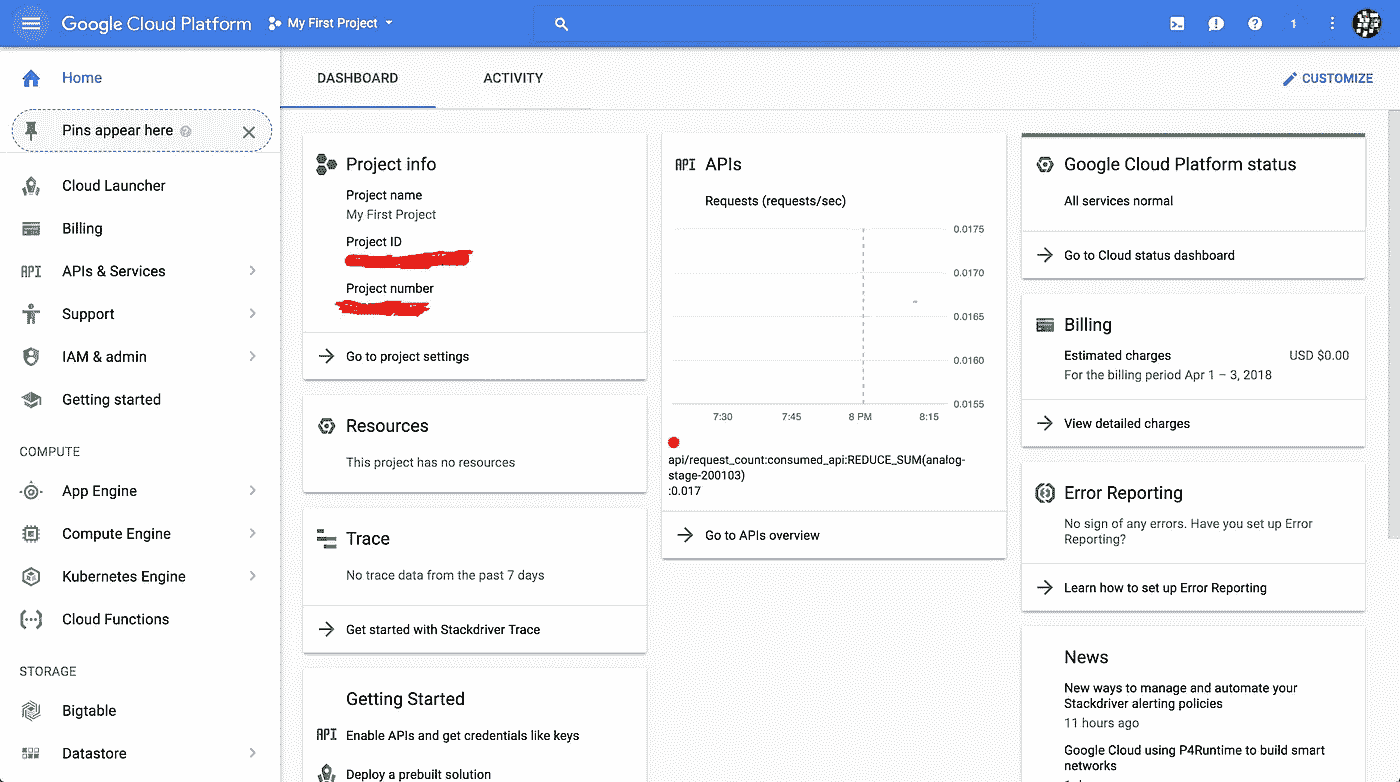 Google Cloud Platform
My First Project
1
Home
Pins appear here
Cloud Launcher
Billing
API
APIs & Services
Support
IAM & admin
Getting started
COMPUTE
App Engine
Compute Engine
Kubernetes Engine
Cloud Functions
STORAGE
Bigtable
Datastore
DASHBOARD
ACTIVITY
CUSTOMIZE
Project info
Project name
My First Project
Project ID
Project number
Go to project settings
Resources
This project has no resources
Trace
No trace data from the past 7 days
Get started with Stackdriver Trace
Getting Started
API Enable APIs and get credentials like keys
Deploy a prebuilt solution
API APIs
Requests (requests/sec)
0.0175
0.0170
0.0165
0.0160
0.0155
7:30 7:45 8 PM 8:15
api/request_count:consumed_api:REDUCE_SUM(analog-
stage-200103)
:0.017
Go to APIs overview
Google Cloud Platform status
All services normal
Go to Cloud status dashboard
Billing
Estimated charges USD $0.00
For the billing period Apr 1 – 3, 2018
View detailed charges
Error Reporting
No sign of any errors. Have you set up Error
Reporting?
Learn how to set up Error Reporting
News
New ways to manage and automate your
Stackdriver alerting policies
11 hours ago
Google Cloud using P4Runtime to build smart
networks